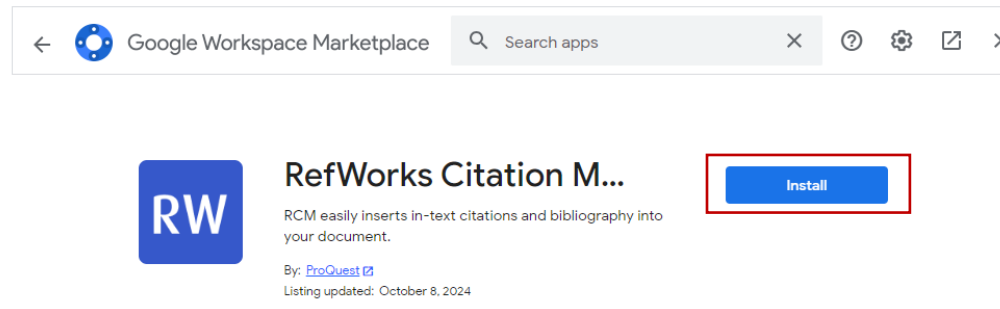 Google Workspace Marketplace
Search apps
RW
RefWorks Citation M...
Install
RCM easily inserts in-text citations and bibliography into
your document.
By: ProQuest
Listing updated: October 8, 2024